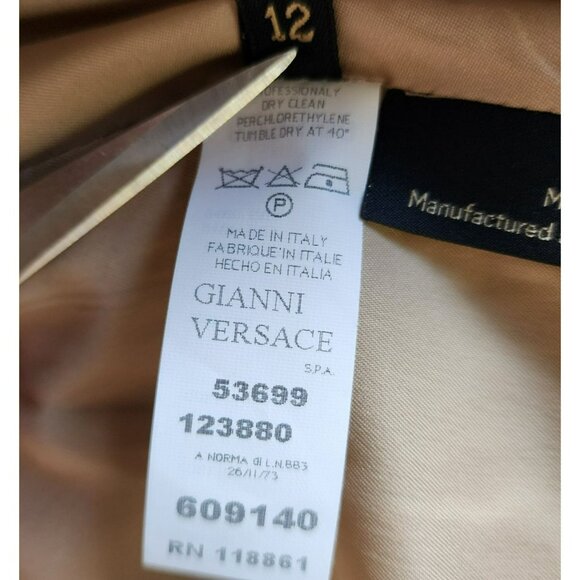 12
PROFESSIONALY
DRY CLEAN
PERCHLORETHYLENE
TUMBLE DRY AT 40°
P
MADE IN ITALY
FABRIQUE'IN ITALIE
HECHO EN ITALIA
GIANNI
VERSACE
S.P.A.
53699
123880
A NORMA di L.N.883
26/11/73
609140
RN 118861
M
Manufactured